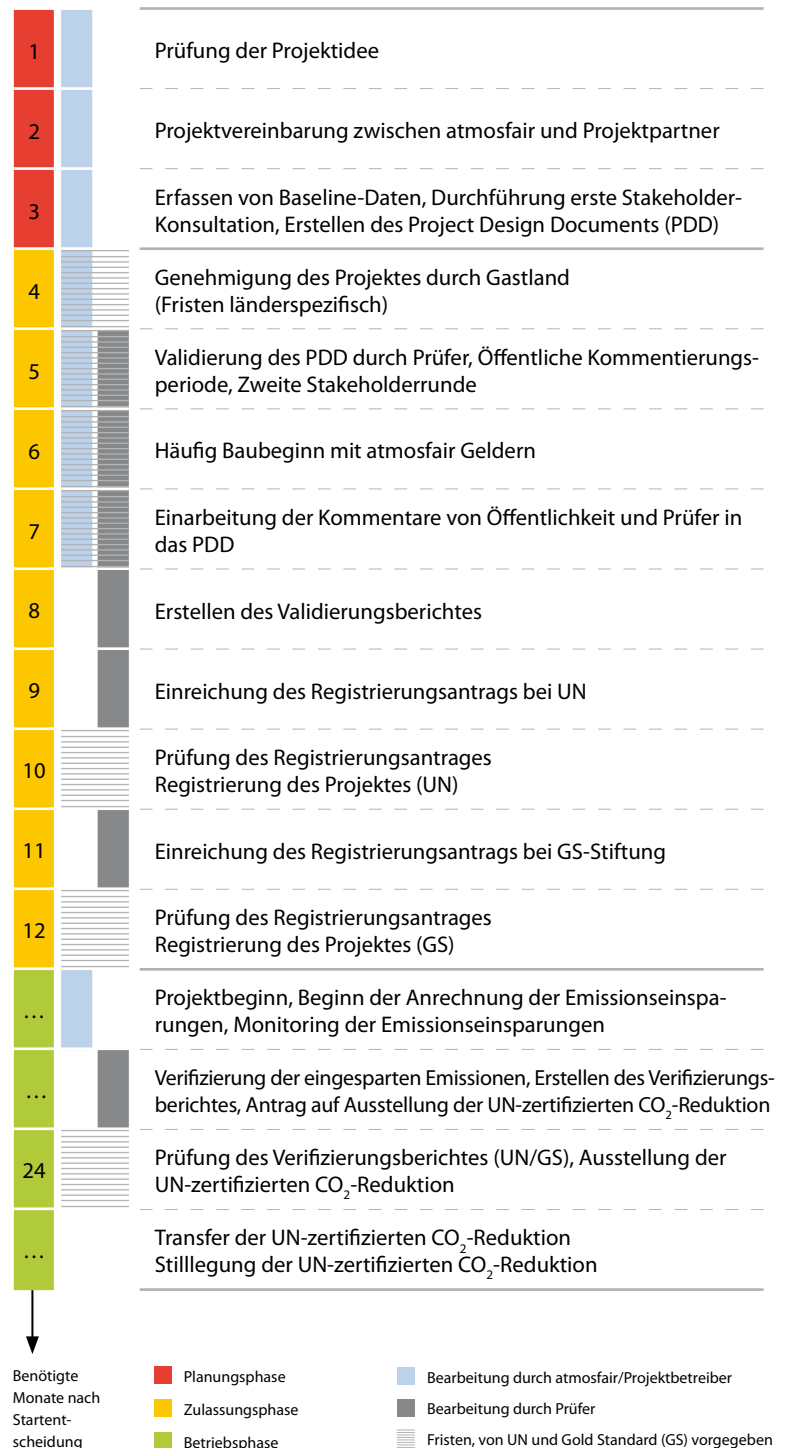 1
Prüfung der Projektidee
2
Projektvereinbarung zwischen atmosfair und Projektpartner
3
Erfassen von Baseline-Daten, Durchführung erste Stakeholder-
Konsultation, Erstellen des Project Design Documents (PDD)
4
Genehmigung des Projektes durch Gastland
(Fristen länderspezifisch)
5
Validierung des PDD durch Prüfer, Öffentliche Kommentierungs-
periode, Zweite Stakeholderrunde
6
Häufig Baubeginn mit atmosfair Geldern
7
Einarbeitung der Kommentare von Öffentlichkeit und Prüfer in
das PDD
8
Erstellen des Validierungsberichtes
9
Einreichung des Registrierungsantrags bei UN
10
Prüfung des Registrierungsantrages
Registrierung des Projektes (UN)
11
Einreichung des Registrierungsantrags bei GS-Stiftung
12
Prüfung des Registrierungsantrages
Registrierung des Projektes (GS)
...
Projektbeginn, Beginn der Anrechnung der Emissionseinspa-
rungen, Monitoring der Emissionseinsparungen
...
Verifizierung der eingesparten Emissionen, Erstellen des Verifizierungs-
berichtes, Antrag auf Ausstellung der UN-zertifizierten CO₂-Reduktion
24
Prüfung des Verifizierungsberichtes (UN/GS), Ausstellung der
UN-zertifizierten CO₂-Reduktion
...
Transfer der UN-zertifizierten CO₂-Reduktion
Stilllegung der UN-zertifizierten CO₂-Reduktion
Benötigte
Monate nach
Startent-
scheidung
Planungsphase
Zulassungsphase
Betriebsphase
Bearbeitung durch atmosfair/Projektbetreiber
Bearbeitung durch Prüfer
Fristen, von UN und Gold Standard (GS) vorgegeben